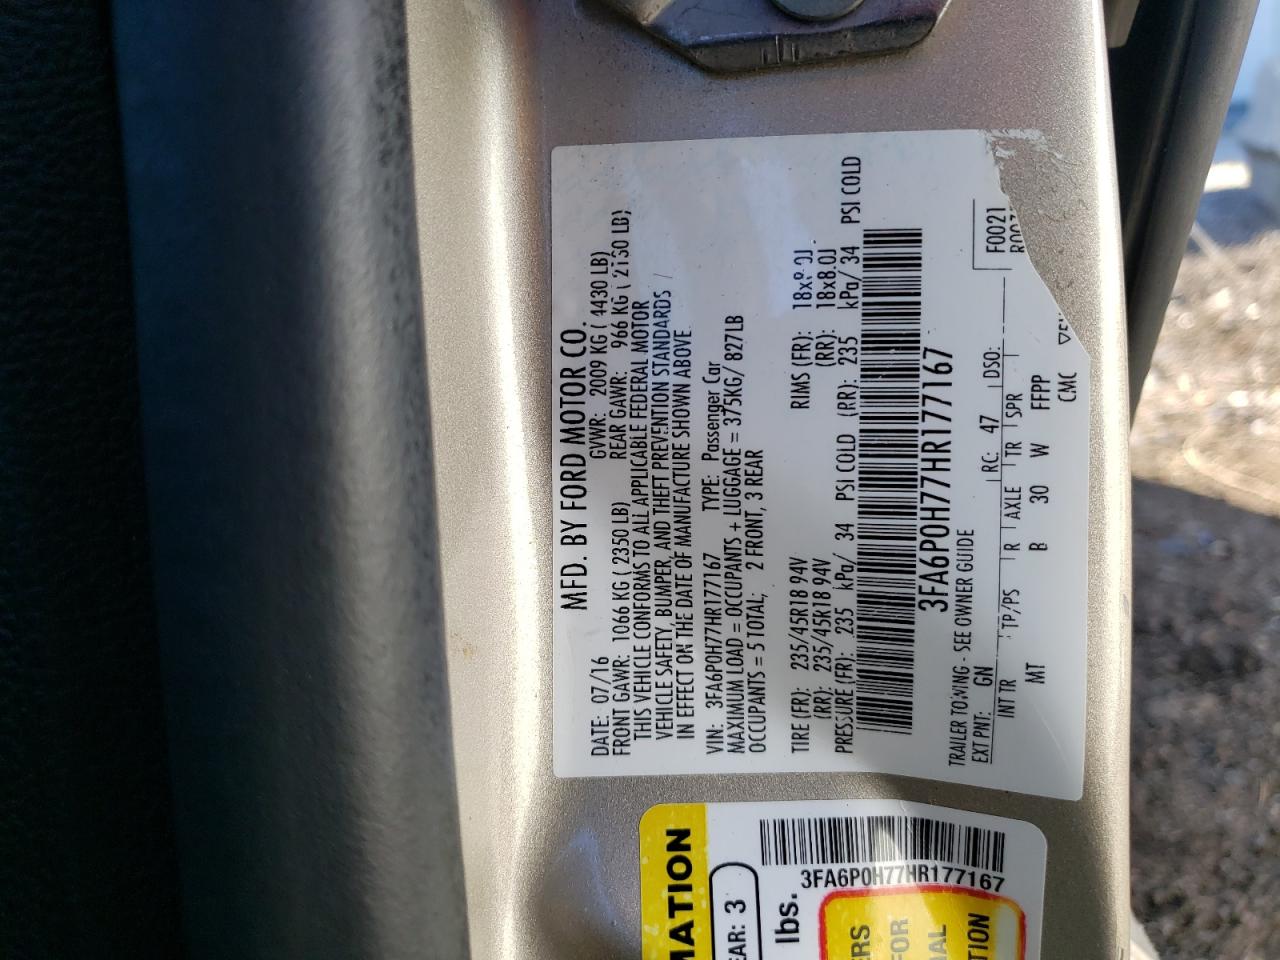 MFD. BY FORD MOTOR CO.
DATE: 07/16 GVWR: 2009 KG ( 4430 LB)
FRONT GAWR: 1066 KG ( 2350 LB) REAR GAWR: 966 KG ( 2130 LB)
THIS VEHICLE CONFORMS TO ALL APPLICABLE FEDERAL MOTOR
VEHICLE SAFETY, BUMPER, AND THEFT PREVENTION STANDARDS
IN EFFECT ON THE DATE OF MANUFACTURE SHOWN ABOVE.
VIN: 3FA6P0H77HR177167 TYPE: Passenger Car
MAXIMUM LOAD = OCCUPANTS + LUGGAGE = 375KG/ 827LB
OCCUPANTS = 5 TOTAL; 2 FRONT, 3 REAR
TIRE (FR): 235/45R18 94V RIMS (FR): 18x8.0J
(RR): 235/45R18 94V (RR): 18x8.0J
PRESSURE (FR): 235 kPa/ 34 PSI COLD (RR): 235 kPa/ 34 PSI COLD
3FA6P0H77HR177167
TRAILER TOWING - SEE OWNER GUIDE
F0021
EXT PNT: GN RC: 47 DSO:
INT TR TP/PS R AXLE TR SPR
MT B 30 W FFPP
CMC
MATION
EAR: 3
3FA6P0H77HR177167
lbs.
ERS
FOR
AL
TION